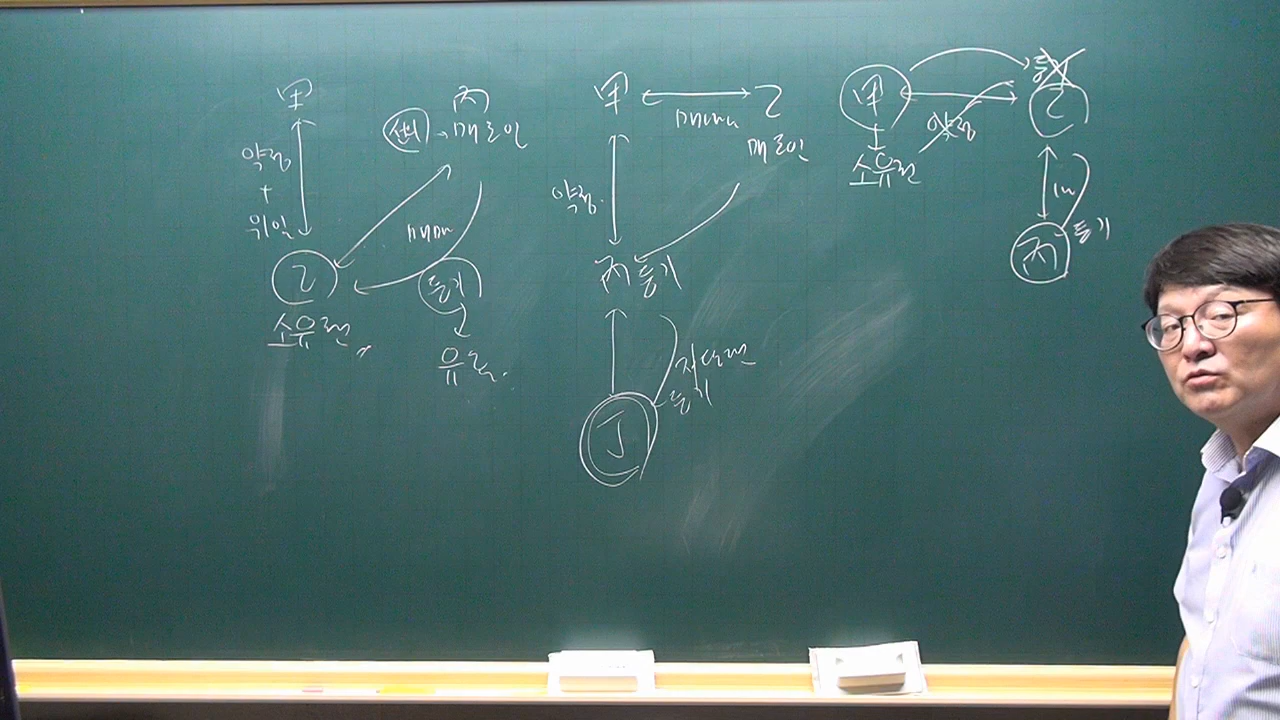 甲
약정
+
위임
乙
소유권
丙
선의 → 매도인
매매
등기
유효.
甲
매매
乙
매도인
약정
丙 등기
저당권
등기
丁
甲
소유권
약정
등
乙
매
丙
등기